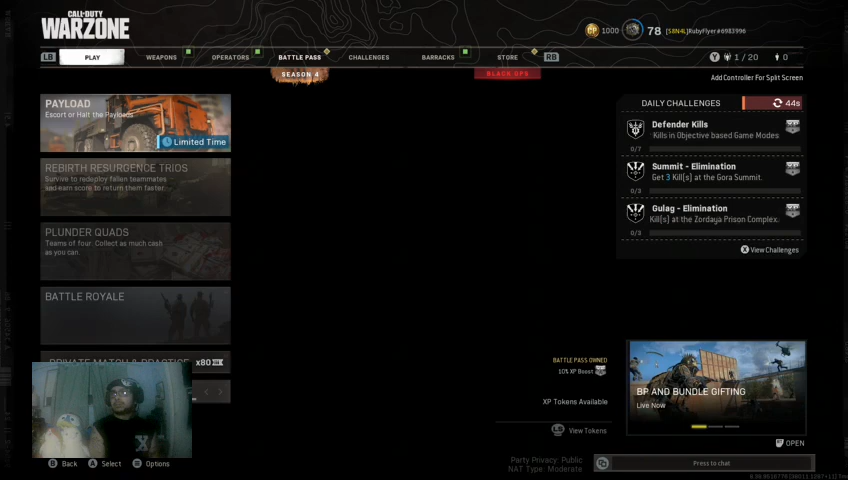 CALL OF DUTY
WARZONE
CP 1000 78 [S8N4L]RubyFlyer#6983996
LB PLAY WEAPONS OPERATORS BATTLE PASS CHALLENGES BARRACKS STORE RB
Y 1 / 20 0
SEASON 4 BLACK OPS
Add Controller For Split Screen
PAYLOAD
Escort or Halt the Payloads
Limited Time
REBIRTH RESURGENCE TRIOS
Survive to redeploy fallen teammates
and earn score to return them faster.
PLUNDER QUADS
Teams of four. Collect as much cash
as you can.
BATTLE ROYALE
PRIVATE MATCH & PRACTICE x80
DAILY CHALLENGES 44s
Defender Kills
Kills in Objective based Game Modes
0/7
Summit - Elimination
Get 3 Kill(s) at the Gora Summit.
0/3
Gulag - Elimination
Kill(s) at the Zordaya Prison Complex.
0/3
X View Challenges
BATTLE PASS OWNED
10% XP Boost
XP Tokens Available
LS View Tokens
BP AND BUNDLE GIFTING
Live Now
OPEN
B Back A Select Options
Party Privacy: Public
NAT Type: Moderate
Press to chat